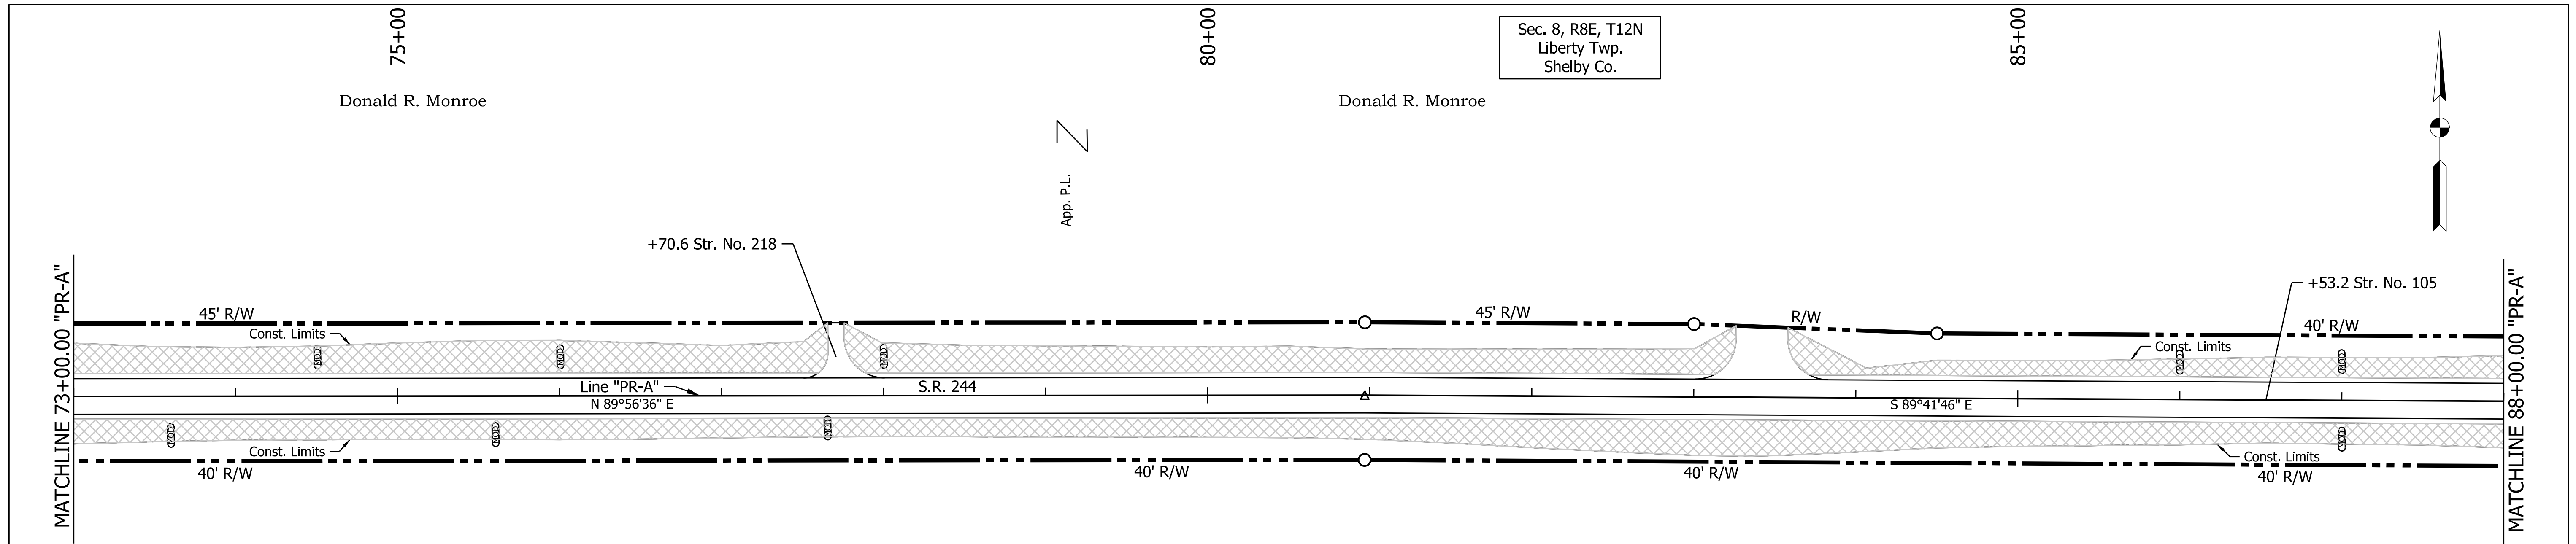 75+00
80+00
85+00
Sec. 8, R8E, T12N
Liberty Twp.
Shelby Co.
Donald R. Monroe
Donald R. Monroe
App. P.L.
+70.6 Str. No. 218
+53.2 Str. No. 105
MATCHLINE 73+00.00 "PR-A"
MATCHLINE 88+00.00 "PR-A"
45' R/W
45' R/W
R/W
40' R/W
Const. Limits
Const. Limits
Line "PR-A"
S.R. 244
N 89°56'36" E
S 89°41'46" E
Const. Limits
Const. Limits
40' R/W
40' R/W
40' R/W
40' R/W